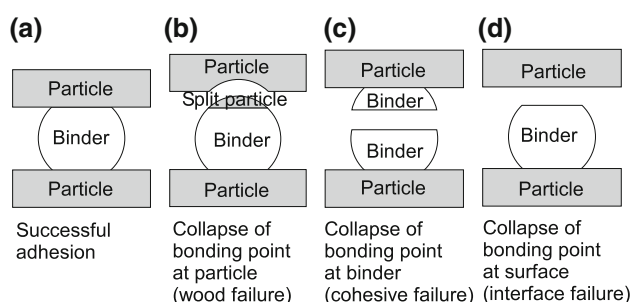 (a)
Particle
Binder
Particle
Successful
adhesion
(b)
Particle
Split particle
Binder
Particle
Collapse of
bonding point
at particle
(wood failure)
(c)
Particle
Binder
Binder
Particle
Collapse of
bonding point
at binder
(cohesive failure)
(d)
Particle
Binder
Particle
Collapse of
bonding point
at surface
(interface failure)